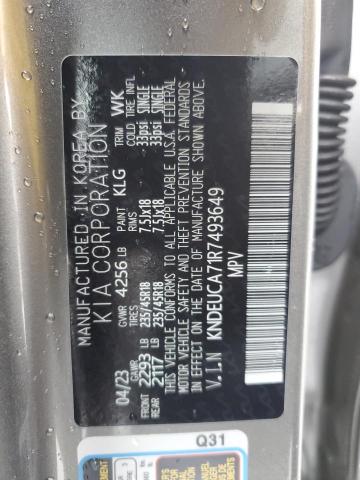 MANUFACTURED IN KOREA BY
KIA CORPORATION
04/23 GVWR 4256 LB PAINT KLG TRIM WK
GAWR TIRES RIMS COLD TIRE INFL
FRONT 2293 LB 235/45R18 7.5Jx18 33psi SINGLE
REAR 2117 LB 235/45R18 7.5Jx18 33psi SINGLE
THIS VEHICLE CONFORMS TO ALL APPLICABLE U.S.A. FEDERAL
MOTOR VEHICLE SAFETY AND THEFT PREVENTION STANDARDS
IN EFFECT ON THE DATE OF MANUFACTURE SHOWN ABOVE.
V.I.N KNDEUCA71R7493649
MPV
Q31